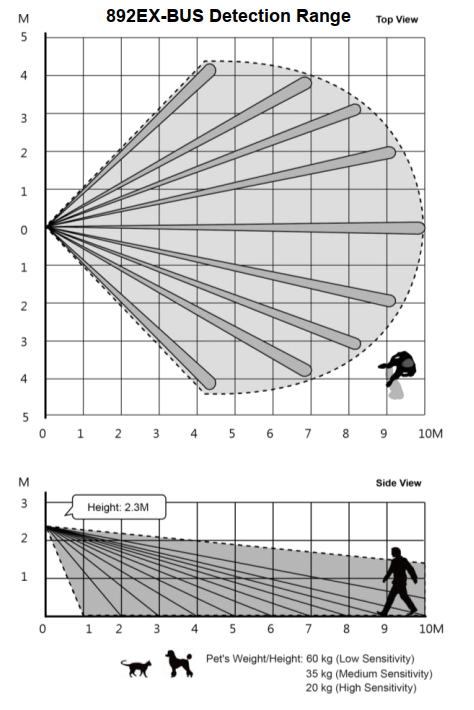 892EX-BUS Detection Range
M
Top View
5
4
3
2
1
0
1
2
3
4
5
0 1 2 3 4 5 6 7 8 9 10M
M
Side View
3
Height: 2.3M
2
1
0 1 2 3 4 5 6 7 8 9 10M
Pet's Weight/Height: 60 kg (Low Sensitivity)
35 kg (Medium Sensitivity)
20 kg (High Sensitivity)